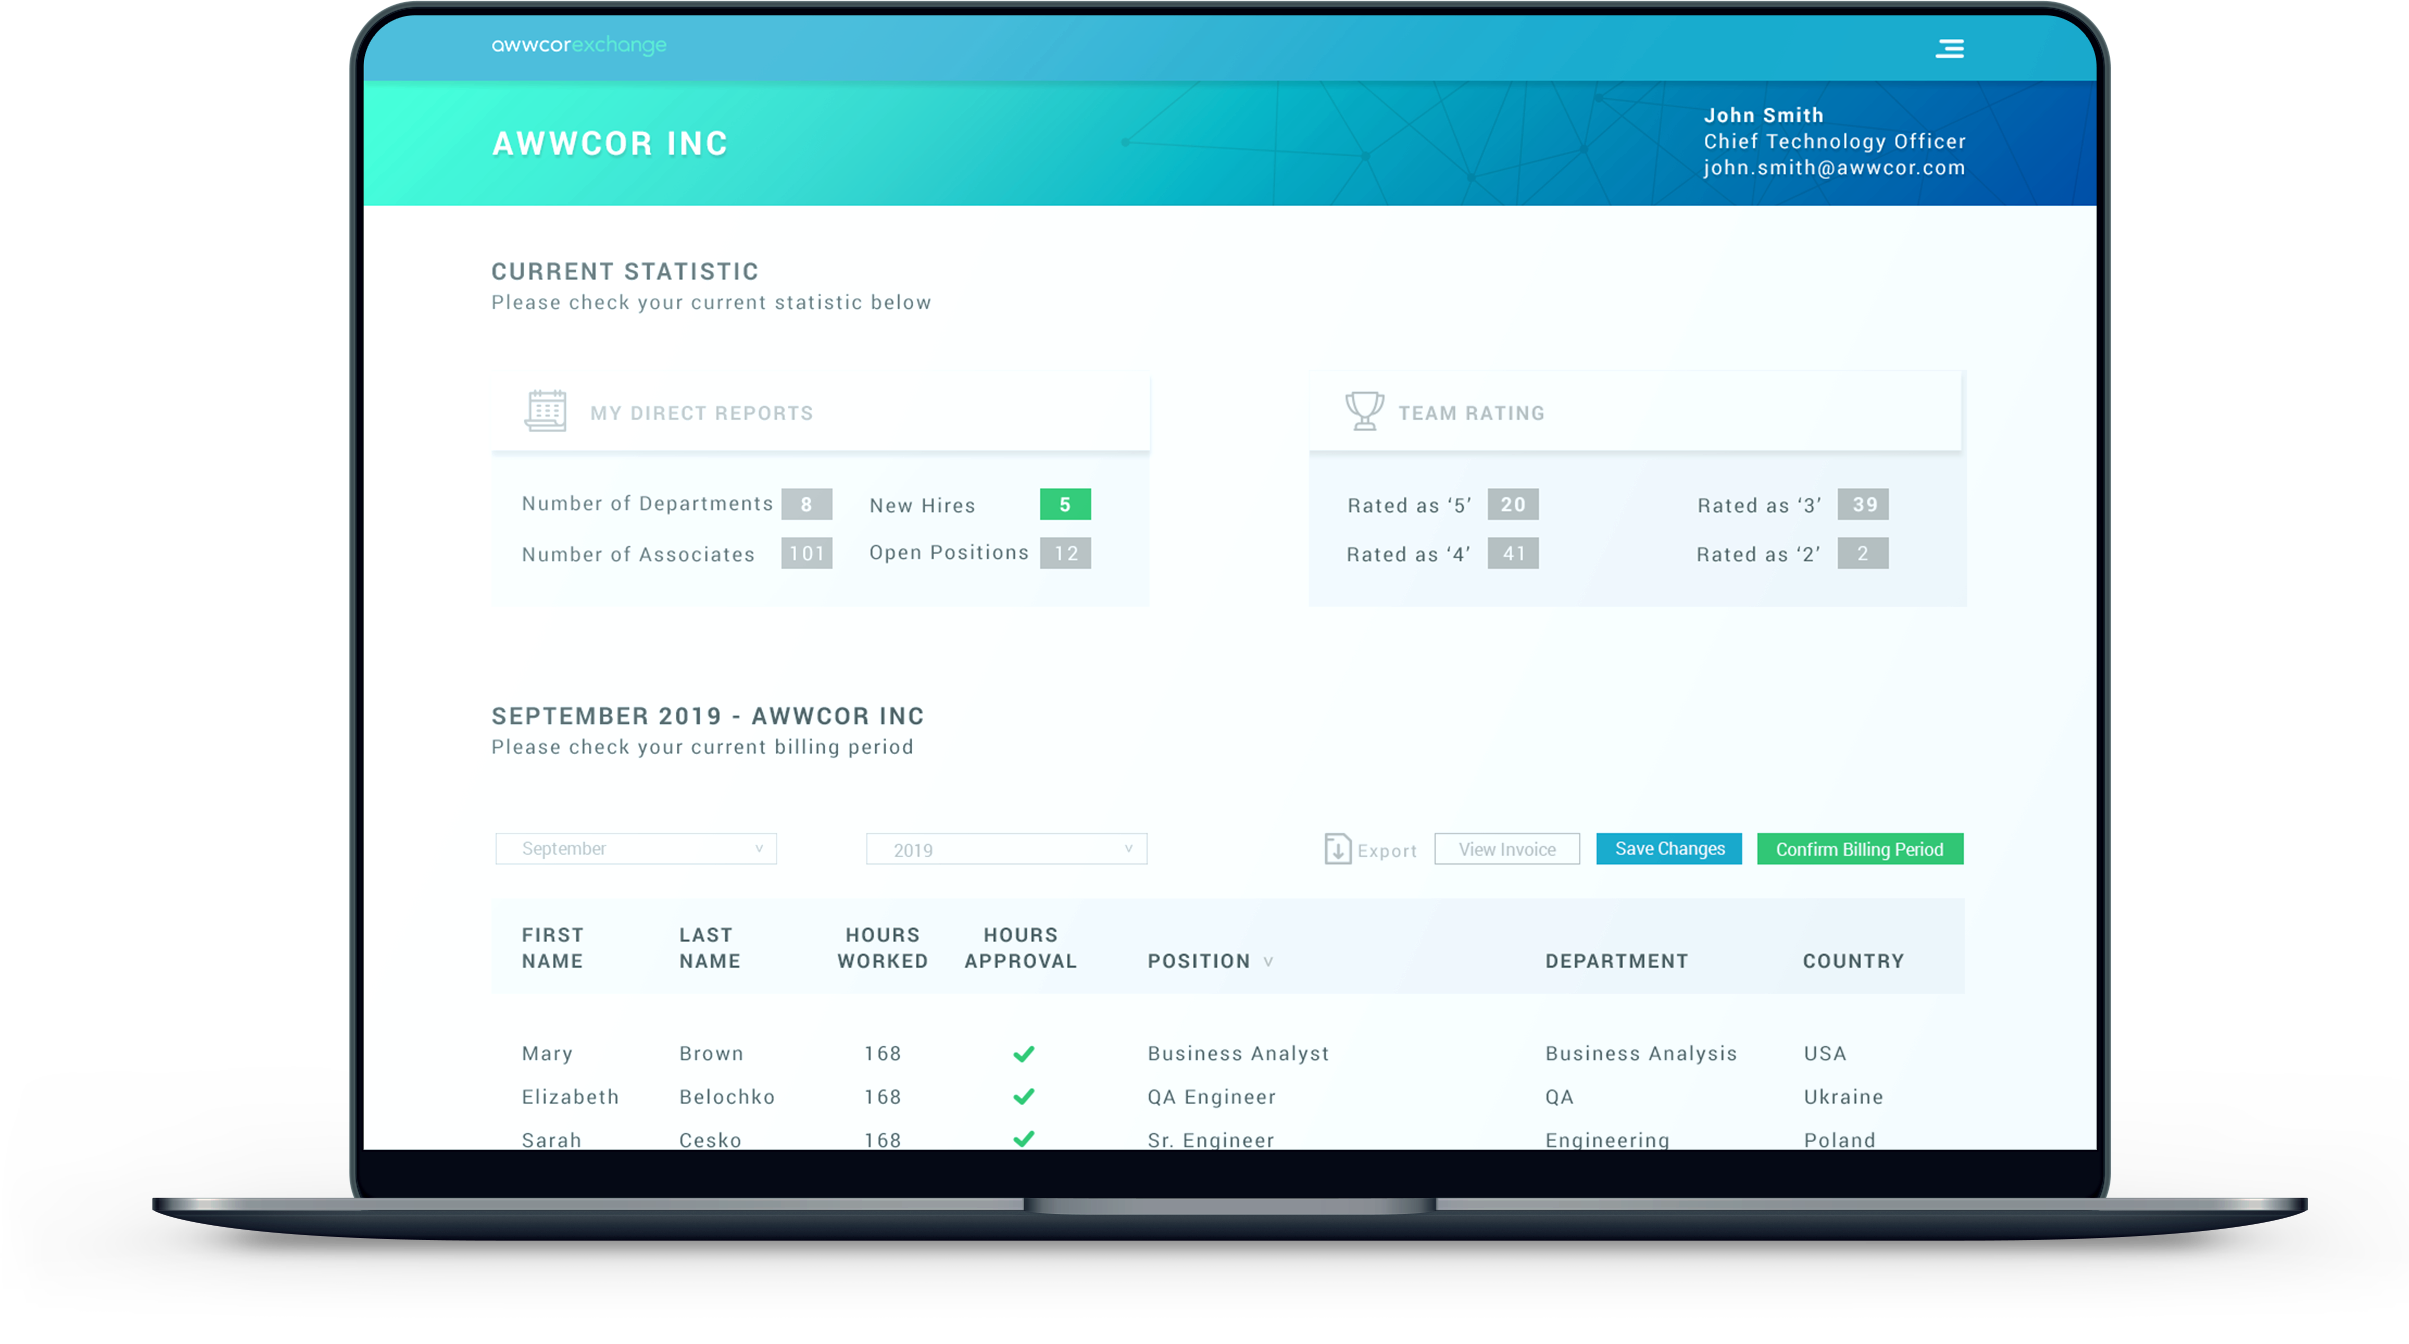 awwcorexchange
AWWCOR INC
John Smith
Chief Technology Officer
john.smith@awwcor.com
CURRENT STATISTIC
Please check your current statistic below
MY DIRECT REPORTS
Number of Departments 8 New Hires 5
Number of Associates 101 Open Positions 12
TEAM RATING
Rated as ‘5’ 20 Rated as ‘3’ 39
Rated as ‘4’ 41 Rated as ‘2’ 2
SEPTEMBER 2019 - AWWCOR INC
Please check your current billing period
September 2019 Export View Invoice Save Changes Confirm Billing Period
FIRST NAME LAST NAME HOURS WORKED HOURS APPROVAL POSITION DEPARTMENT COUNTRY
Mary Brown 168 Business Analyst Business Analysis USA
Elizabeth Belochko 168 QA Engineer QA Ukraine
Sarah Cesko 168 Sr. Engineer Engineering Poland